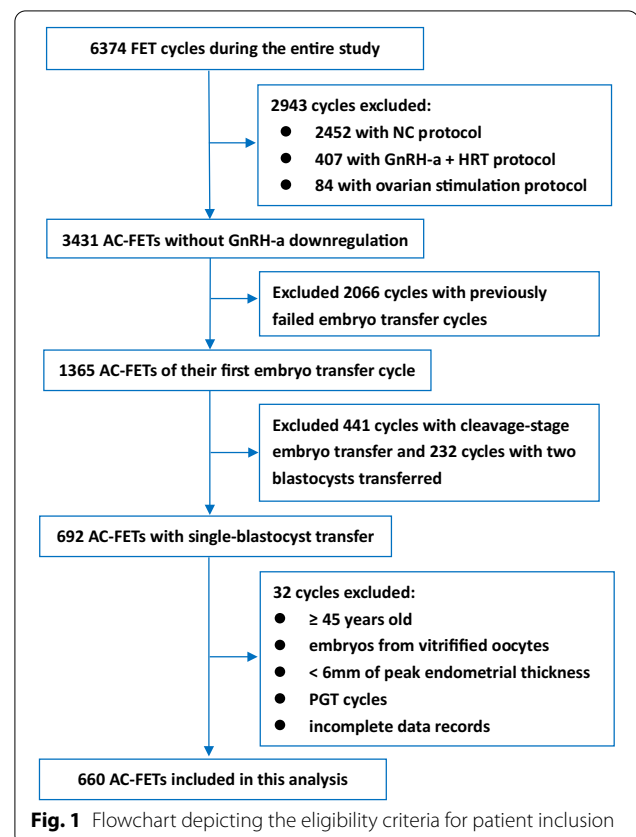 6374 FET cycles during the entire study
2943 cycles excluded:
● 2452 with NC protocol
● 407 with GnRH-a + HRT protocol
● 84 with ovarian stimulation protocol
3431 AC-FETs without GnRH-a downregulation
Excluded 2066 cycles with previously
failed embryo transfer cycles
1365 AC-FETs of their first embryo transfer cycle
Excluded 441 cycles with cleavage-stage
embryo transfer and 232 cycles with two
blastocysts transferred
692 AC-FETs with single-blastocyst transfer
32 cycles excluded:
● ≥ 45 years old
● embryos from vitrifified oocytes
● < 6mm of peak endometrial thickness
● PGT cycles
● incomplete data records
660 AC-FETs included in this analysis
Fig. 1 Flowchart depicting the eligibility criteria for patient inclusion